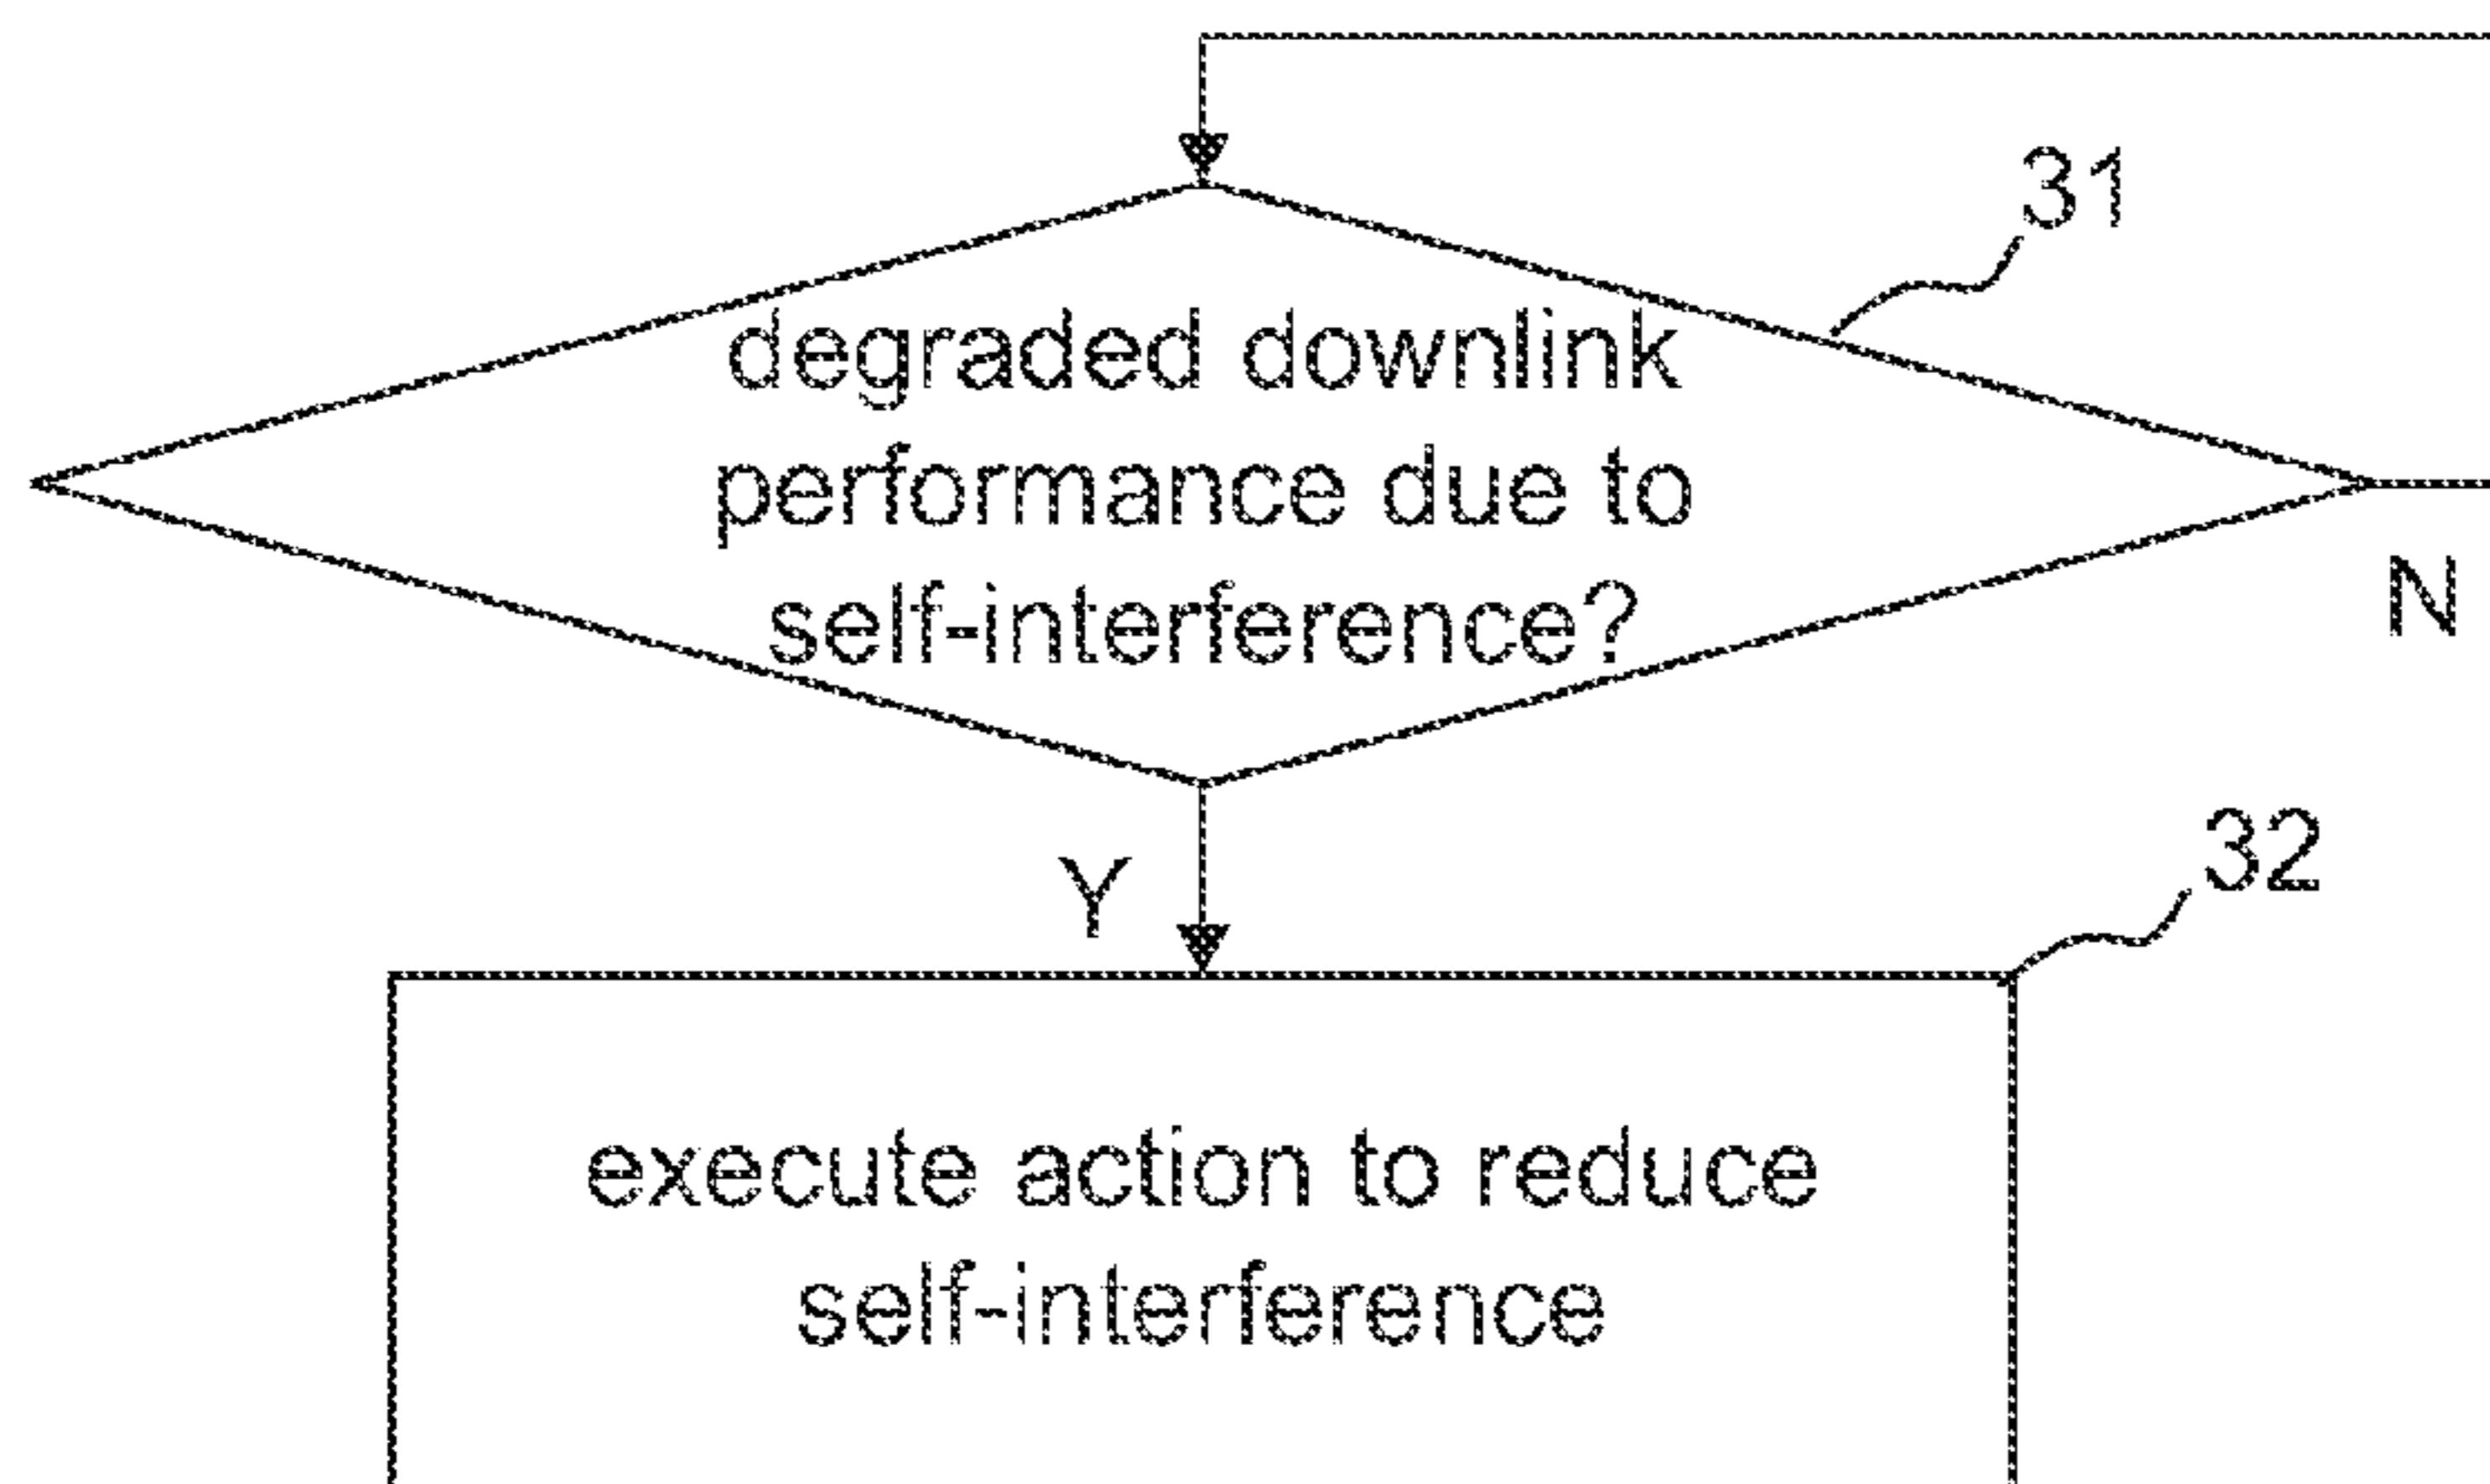 31
degraded downlink
performance due to
self-interference?
N
Y
32
execute action to reduce
self-interference